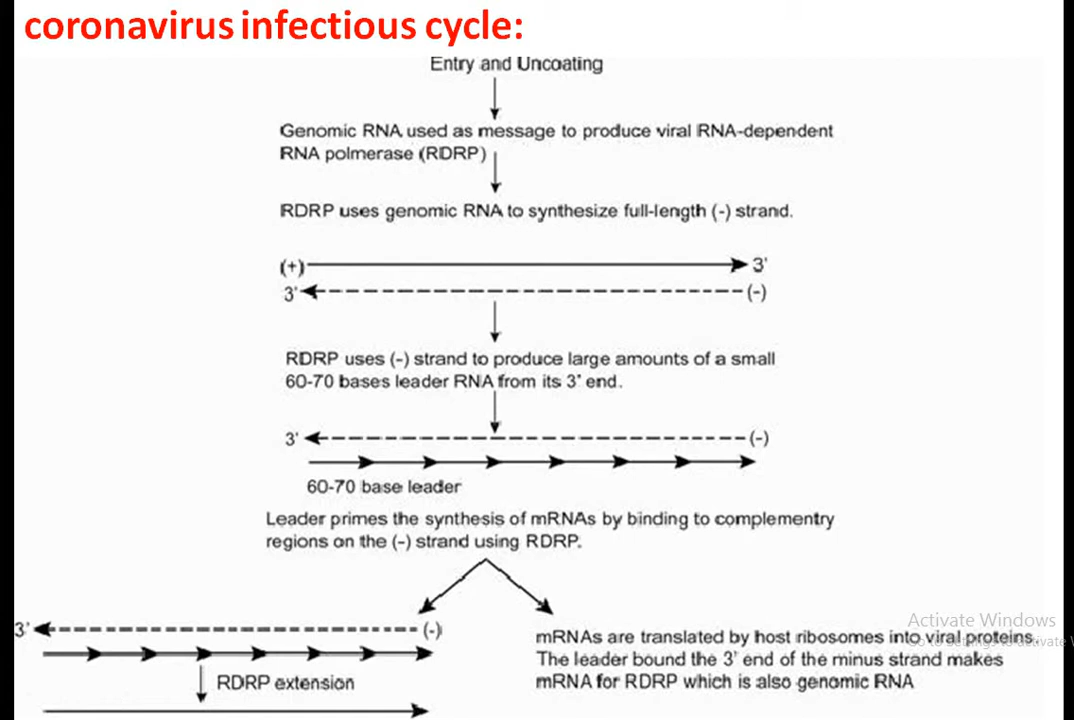 coronavirus infectious cycle:
Entry and Uncoating
Genomic RNA used as message to produce viral RNA-dependent
RNA polmerase (RDRP)
RDRP uses genomic RNA to synthesize full-length (-) strand.
(+) 3'
3' (-)
RDRP uses (-) strand to produce large amounts of a small
60-70 bases leader RNA from its 3' end.
3' (-)
60-70 base leader
Leader primes the synthesis of mRNAs by binding to complementry
regions on the (-) strand using RDRP.
3' (-)
RDRP extension
mRNAs are translated by host ribosomes into viral proteins.
The leader bound the 3' end of the minus strand makes
mRNA for RDRP which is also genomic RNA
Activate Windows
Go to Settings to activate W